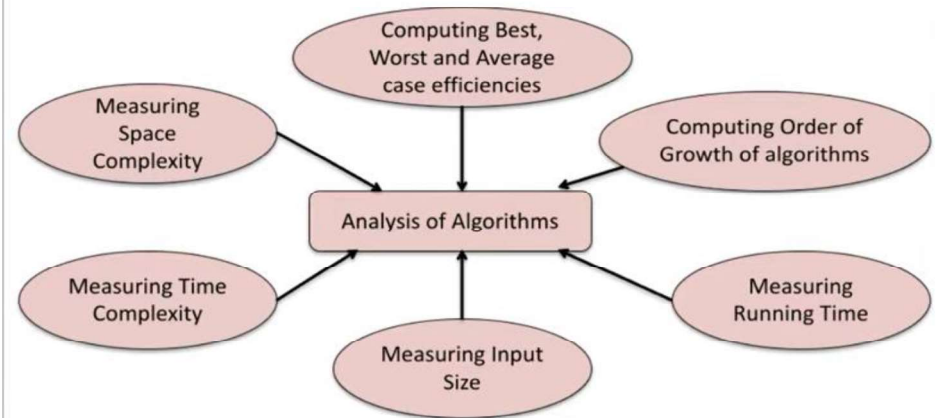 Computing Best,
Worst and Average
case efficiencies
Measuring
Space
Complexity
Computing Order of
Growth of algorithms
Analysis of Algorithms
Measuring Time
Complexity
Measuring Input
Size
Measuring
Running Time